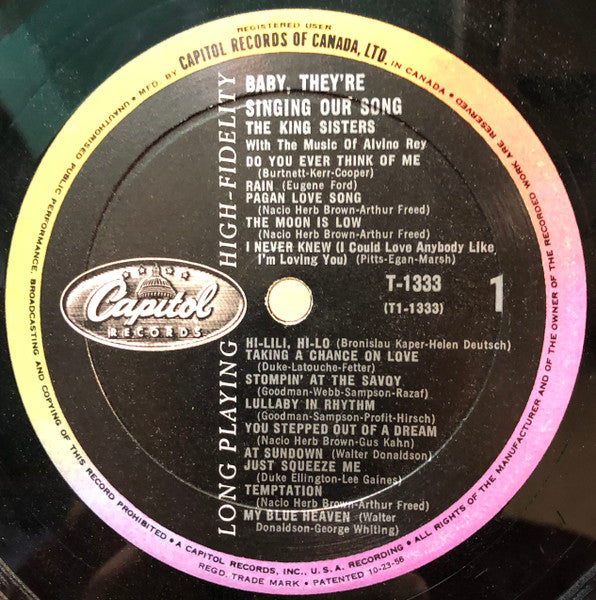 REGISTERED USER
CAPITOL RECORDS OF CANADA, LTD.
MFD. BY
IN CANADA
• UNAUTHORISED PUBLIC PERFORMANCE, BROADCASTING AND COPYING OF THIS RECORD PROHIBITED • A CAPITOL RECORDS, INC., U.S.A. RECORDING • ALL RIGHTS OF THE MANUFACTURER AND OF THE OWNER OF THE RECORDED WORK ARE RESERVED •
REGD. TRADE MARK • PATENTED 10-23-56
LONG PLAYING HIGH-FIDELITY
Capitol
RECORDS
BABY, THEY'RE
SINGING OUR SONG
THE KING SISTERS
With The Music Of Alvino Rey
DO YOU EVER THINK OF ME
(Burtnett-Kerr-Cooper)
RAIN (Eugene Ford)
PAGAN LOVE SONG
(Nacio Herb Brown-Arthur Freed)
THE MOON IS LOW
(Nacio Herb Brown-Arthur Freed)
I NEVER KNEW (I Could Love Anybody Like
I'm Loving You) (Pitts-Egan-Marsh)
T-1333
(T1-1333)
1
HI-LILI, HI-LO (Bronislau Kaper-Helen Deutsch)
TAKING A CHANCE ON LOVE
(Duke-Latouche-Fetter)
STOMPIN' AT THE SAVOY
(Goodman-Webb-Sampson-Razaf)
LULLABY IN RHYTHM
(Goodman-Sampson-Profit-Hirsch)
YOU STEPPED OUT OF A DREAM
(Nacio Herb Brown-Gus Kahn)
AT SUNDOWN (Walter Donaldson)
JUST SQUEEZE ME
(Duke Ellington-Lee Gaines)
TEMPTATION
(Nacio Herb Brown-Arthur Freed)
MY BLUE HEAVEN (Walter
Donaldson-George Whiting)